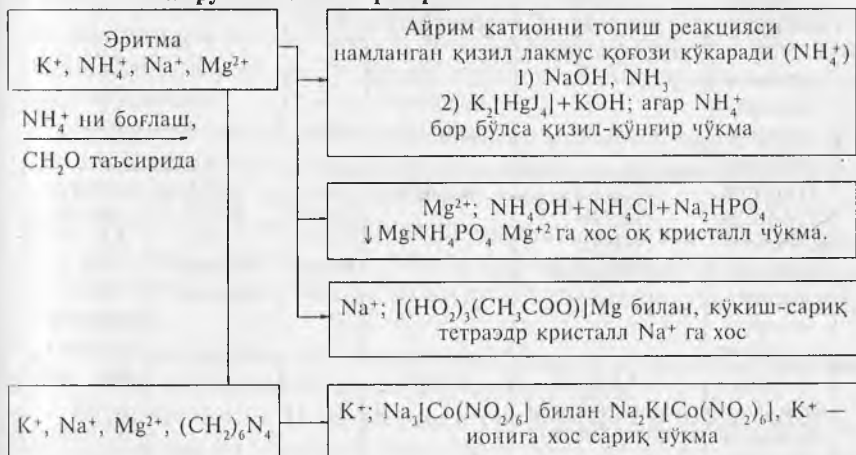 Эритма
K⁺, NH₄⁺, Na⁺, Mg²⁺
NH₄⁺ ни боғлаш,
CH₂O таъсирида
Айрим катионни топиш реакцияси
намланган қизил лакмус қоғози кўкаради (NH₄⁺)
1) NaOH, NH₃
2) K₂[HgJ₄]+KOH; агар NH₄⁺
бор бўлса қизил-қўнғир чўкма
Mg²⁺; NH₄OH+NH₄Cl+Na₂HPO₄
↓MgNH₄PO₄ Mg⁺² га хос оқ кристалл чўкма.
Na⁺; [(HO₂)₃(CH₃COO)]Mg билан, кўкиш-сариқ
тетраэдр кристалл Na⁺ га хос
K⁺, Na⁺, Mg²⁺, (CH₂)₆N₄
K⁺; Na₃[Co(NO₂)₆] билан Na₂K[Co(NO₂)₆], K⁺ —
ионига хос сариқ чўкма